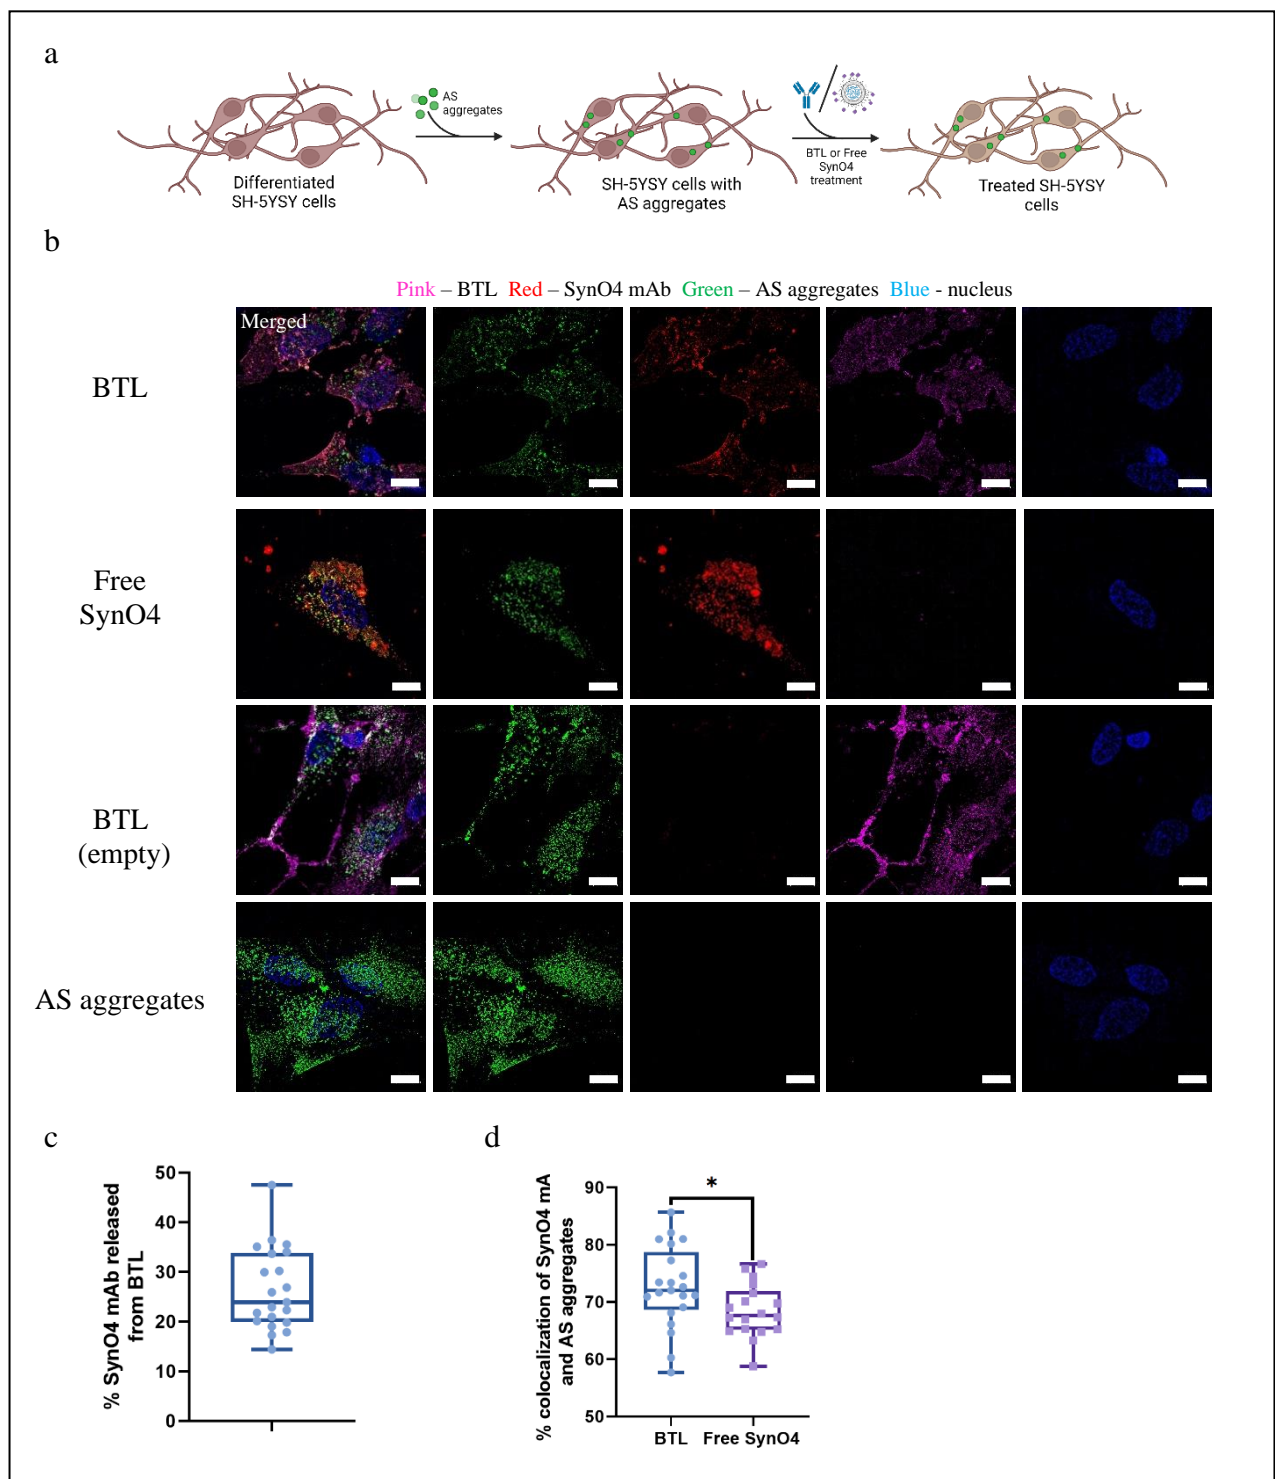 a
AS
aggregates
BTL or Free
SynO4
treatment
Differentiated
SH-5YSY cells
SH-5YSY cells with
AS aggregates
Treated SH-5YSY
cells
b
Pink – BTL Red – SynO4 mAb Green – AS aggregates Blue - nucleus
Merged
BTL
Free
SynO4
BTL
(empty)
AS aggregates
c
% SynO4 mAb released
from BTL
50
40
30
20
10
0
d
% colocalization of SynO4 mA
and AS aggregates
90
80
70
60
50
*
BTL Free SynO4